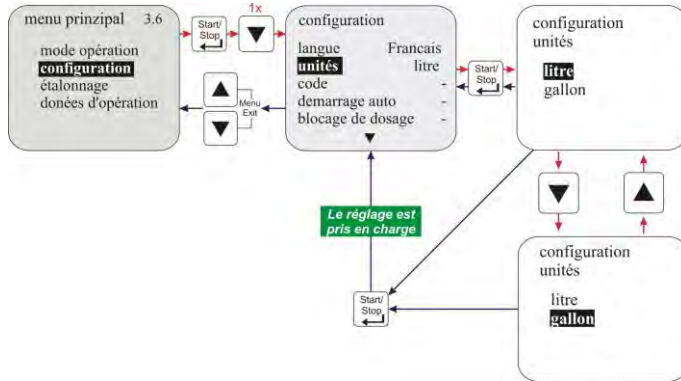 menu prinzipal 3.6
mode opération
configuration
étalonnage
donées d'opération
Start/
Stop
1x
Menu
Exit
configuration
langue Francais
unités litre
code -
demarrage auto -
blocage de dosage -
Start/
Stop
configuration
unités
litre
gallon
Le réglage est
pris en charge
Start/
Stop
configuration
unités
litre
gallon